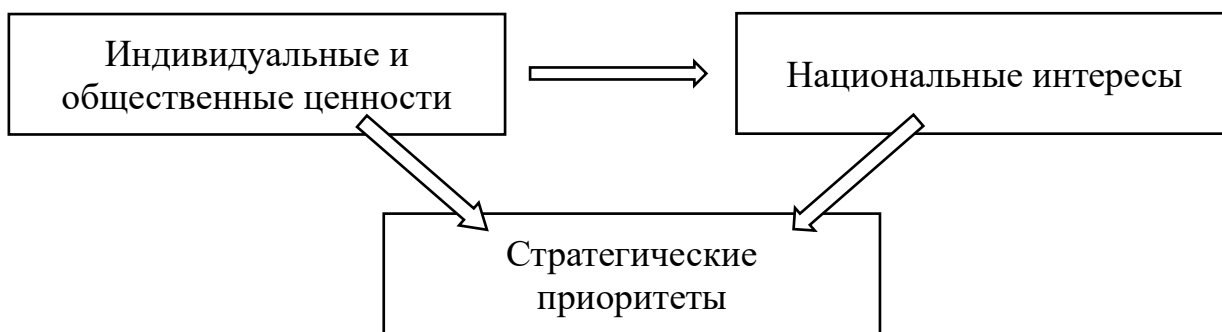 Индивидуальные и
общественные ценности
Национальные интересы
Стратегические
приоритеты